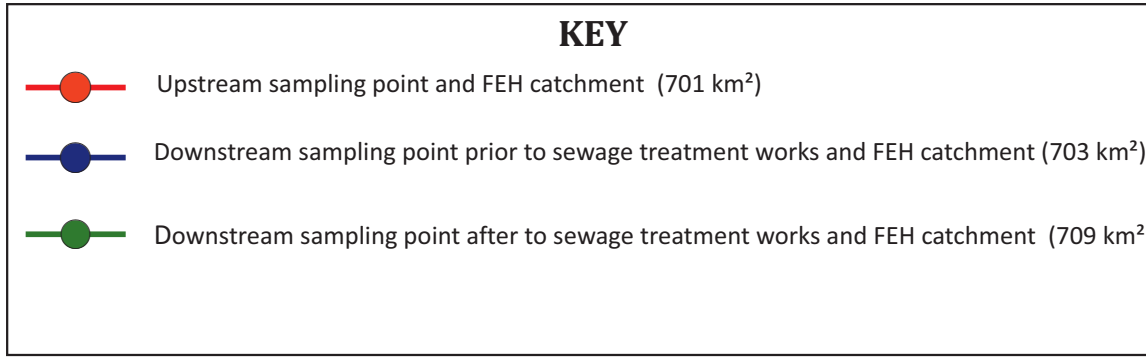 KEY
Upstream sampling point and FEH catchment (701 km²)
Downstream sampling point prior to sewage treatment works and FEH catchment (703 km²)
Downstream sampling point after to sewage treatment works and FEH catchment (709 km²